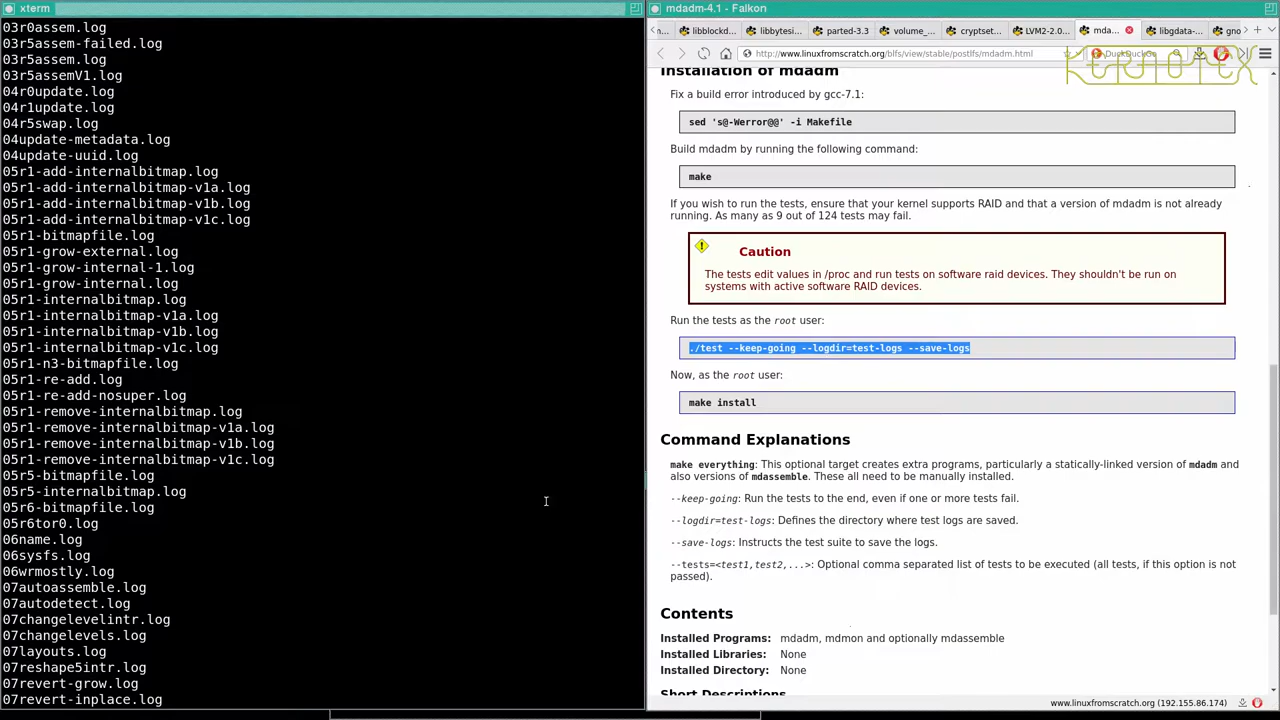 xterm
03r0assem.log
03r5assem-failed.log
03r5assem.log
03r5assemV1.log
04r0update.log
04r1update.log
04r5swap.log
04update-metadata.log
04update-uuid.log
05r1-add-internalbitmap.log
05r1-add-internalbitmap-v1a.log
05r1-add-internalbitmap-v1b.log
05r1-add-internalbitmap-v1c.log
05r1-bitmapfile.log
05r1-grow-external.log
05r1-grow-internal-1.log
05r1-grow-internal.log
05r1-internalbitmap.log
05r1-internalbitmap-v1a.log
05r1-internalbitmap-v1b.log
05r1-internalbitmap-v1c.log
05r1-n3-bitmapfile.log
05r1-re-add.log
05r1-re-add-nosuper.log
05r1-remove-internalbitmap.log
05r1-remove-internalbitmap-v1a.log
05r1-remove-internalbitmap-v1b.log
05r1-remove-internalbitmap-v1c.log
05r5-bitmapfile.log
05r5-internalbitmap.log
05r6-bitmapfile.log
05r6tor0.log
06name.log
06sysfs.log
06wrmostly.log
07autoassemble.log
07autodetect.log
07changelevelintr.log
07changelevels.log
07layouts.log
07reshape5intr.log
07revert-grow.log
07revert-inplace.log
mdadm-4.1 - Falkon
m... libblockd... libbytesi... parted-3.3 volume_... cryptset... LVM2-2.0... mda... libgdata-... gno
http://www.linuxfromscratch.org/blfs/view/stable/postlfs/mdadm.html DuckDuckGo
KERNOTEX
Installation of mdadm
Fix a build error introduced by gcc-7.1:
sed 's@-Werror@@' -i Makefile
Build mdadm by running the following command:
make
If you wish to run the tests, ensure that your kernel supports RAID and that a version of mdadm is not already
running. As many as 9 out of 124 tests may fail.
Caution
The tests edit values in /proc and run tests on software raid devices. They shouldn't be run on
systems with active software RAID devices.
Run the tests as the root user:
./test --keep-going --logdir=test-logs --save-logs
Now, as the root user:
make install
Command Explanations
make everything: This optional target creates extra programs, particularly a statically-linked version of mdadm and
also versions of mdassemble. These all need to be manually installed.
--keep-going: Run the tests to the end, even if one or more tests fail.
--logdir=test-logs: Defines the directory where test logs are saved.
--save-logs: Instructs the test suite to save the logs.
--tests=<test1,test2,...>: Optional comma separated list of tests to be executed (all tests, if this option is not
passed).
Contents
Installed Programs: mdadm, mdmon and optionally mdassemble
Installed Libraries: None
Installed Directory: None
Short Descriptions
www.linuxfromscratch.org (192.155.86.174)